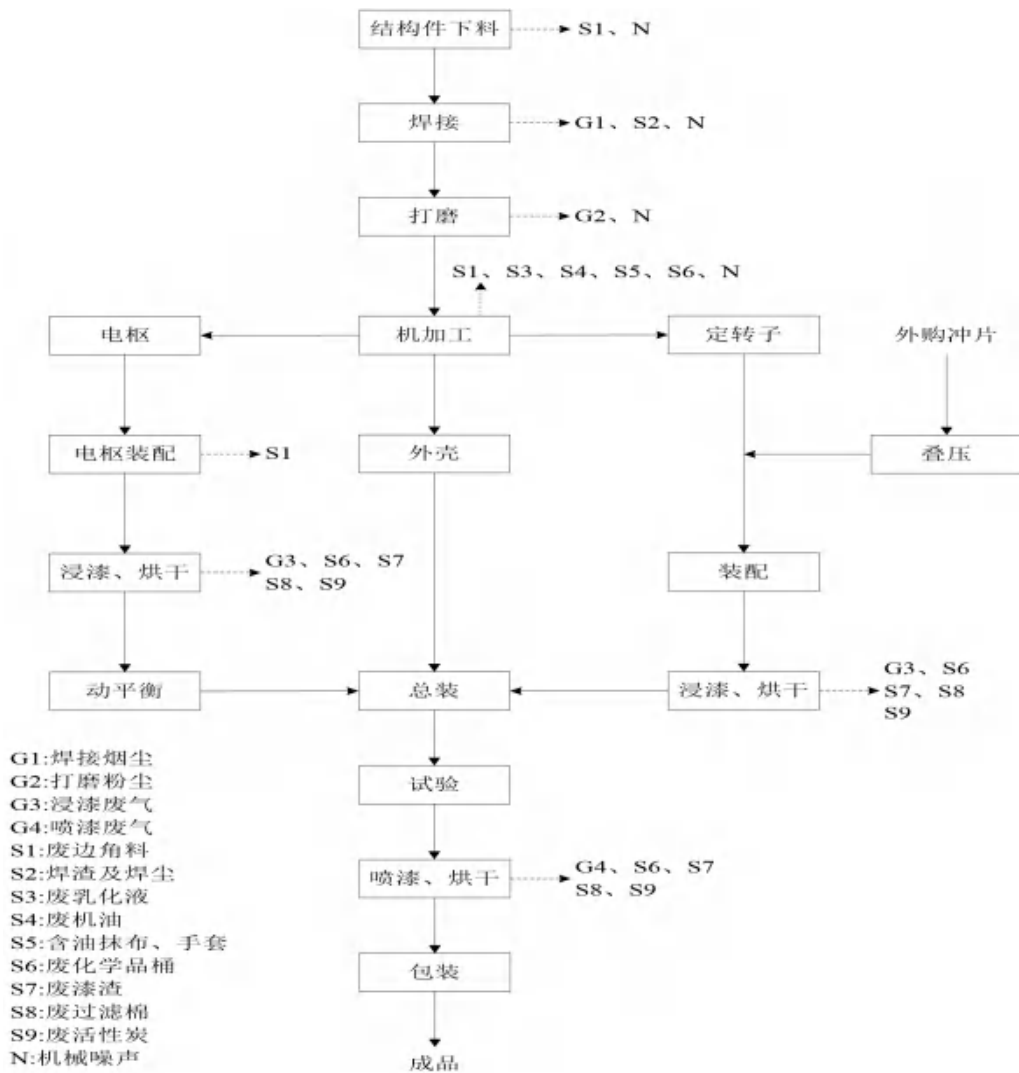 结构件下料
S1、N
焊接
G1、S2、N
打磨
G2、N
S1、S3、S4、S5、S6、N
电枢
机加工
定转子
外购冲片
电枢装配
S1
外壳
叠压
浸漆、烘干
G3、S6、S7
S8、S9
装配
动平衡
总装
浸漆、烘干
G3、S6
S7、S8
S9
试验
喷漆、烘干
G4、S6、S7
S8、S9
包装
成品
G1:焊接烟尘
G2:打磨粉尘
G3:浸漆废气
G4:喷漆废气
S1:废边角料
S2:焊渣及焊尘
S3:废乳化液
S4:废机油
S5:含油抹布、手套
S6:废化学品桶
S7:废漆渣
S8:废过滤棉
S9:废活性炭
N:机械噪声